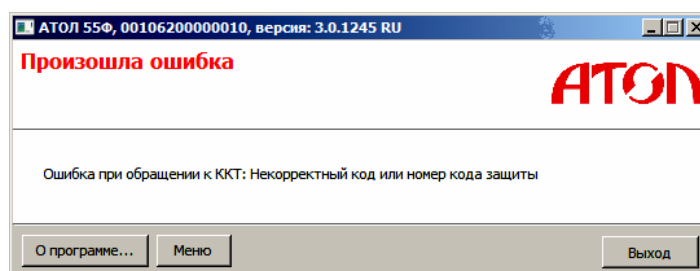 АТОЛ 55Ф, 00106200000010, версия: 3.0.1245 RU
Произошла ошибка
АТОЛ
Ошибка при обращении к ККТ: Некорректный код или номер кода защиты
О программе...
Меню
Выход